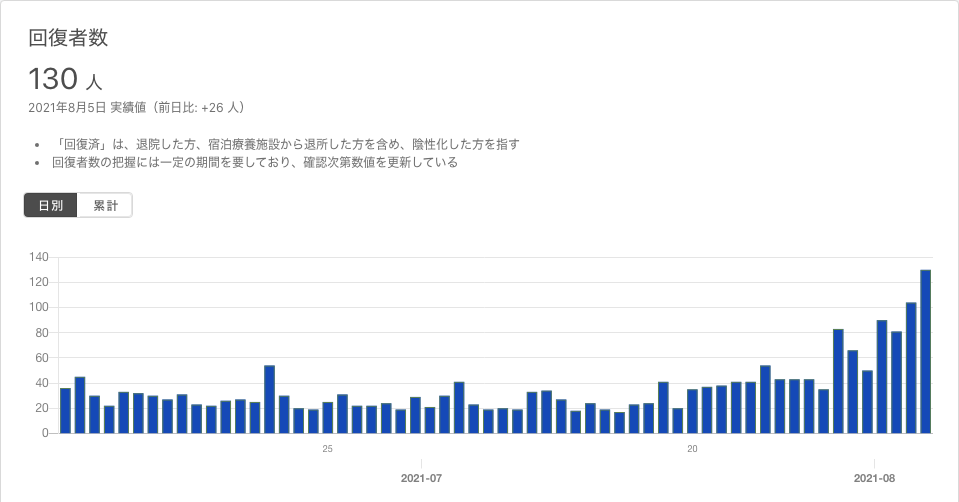 回復者数
130 人
2021年8月5日 実績値（前日比: +26 人）
「回復済」は、退院した方、宿泊療養施設から退所した方を含め、陰性化した方を指す
回復者数の把握には一定の期間を要しており、確認次第数値を更新している
日別 累計
140
120
100
80
60
40
20
0
25 20
2021-07 2021-08